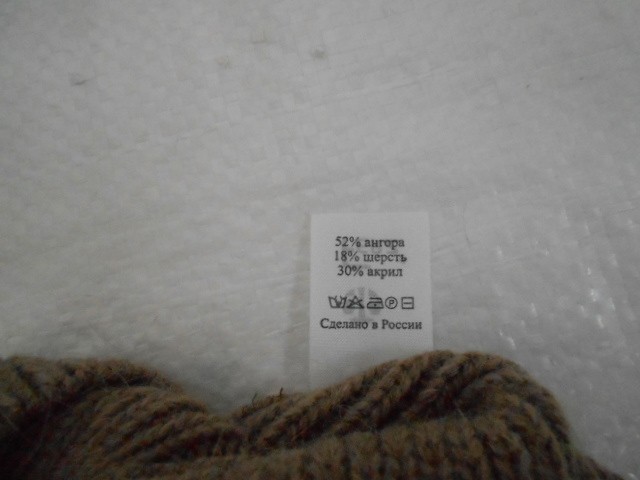 52% ангора
18% шерсть
30% акрил
Сделано в России